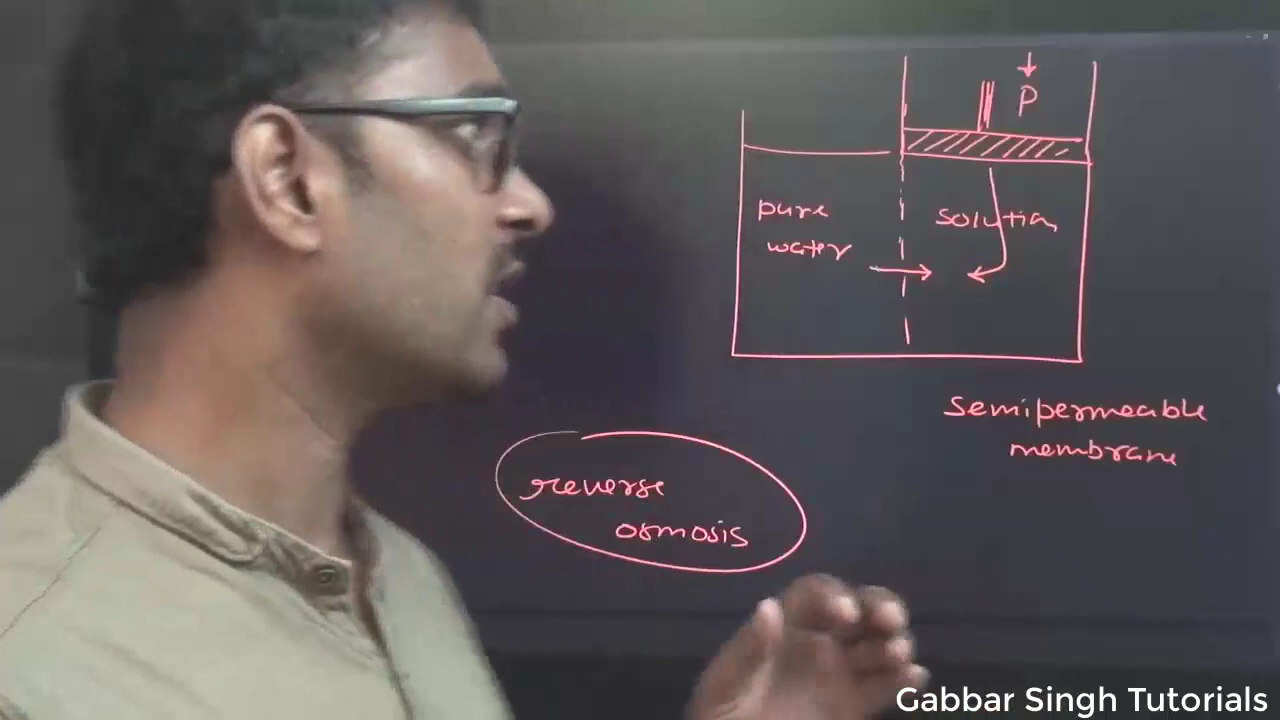 P
pure
water
solution
semipermeable
membrane
reverse
osmosis
Gabbar Singh Tutorials